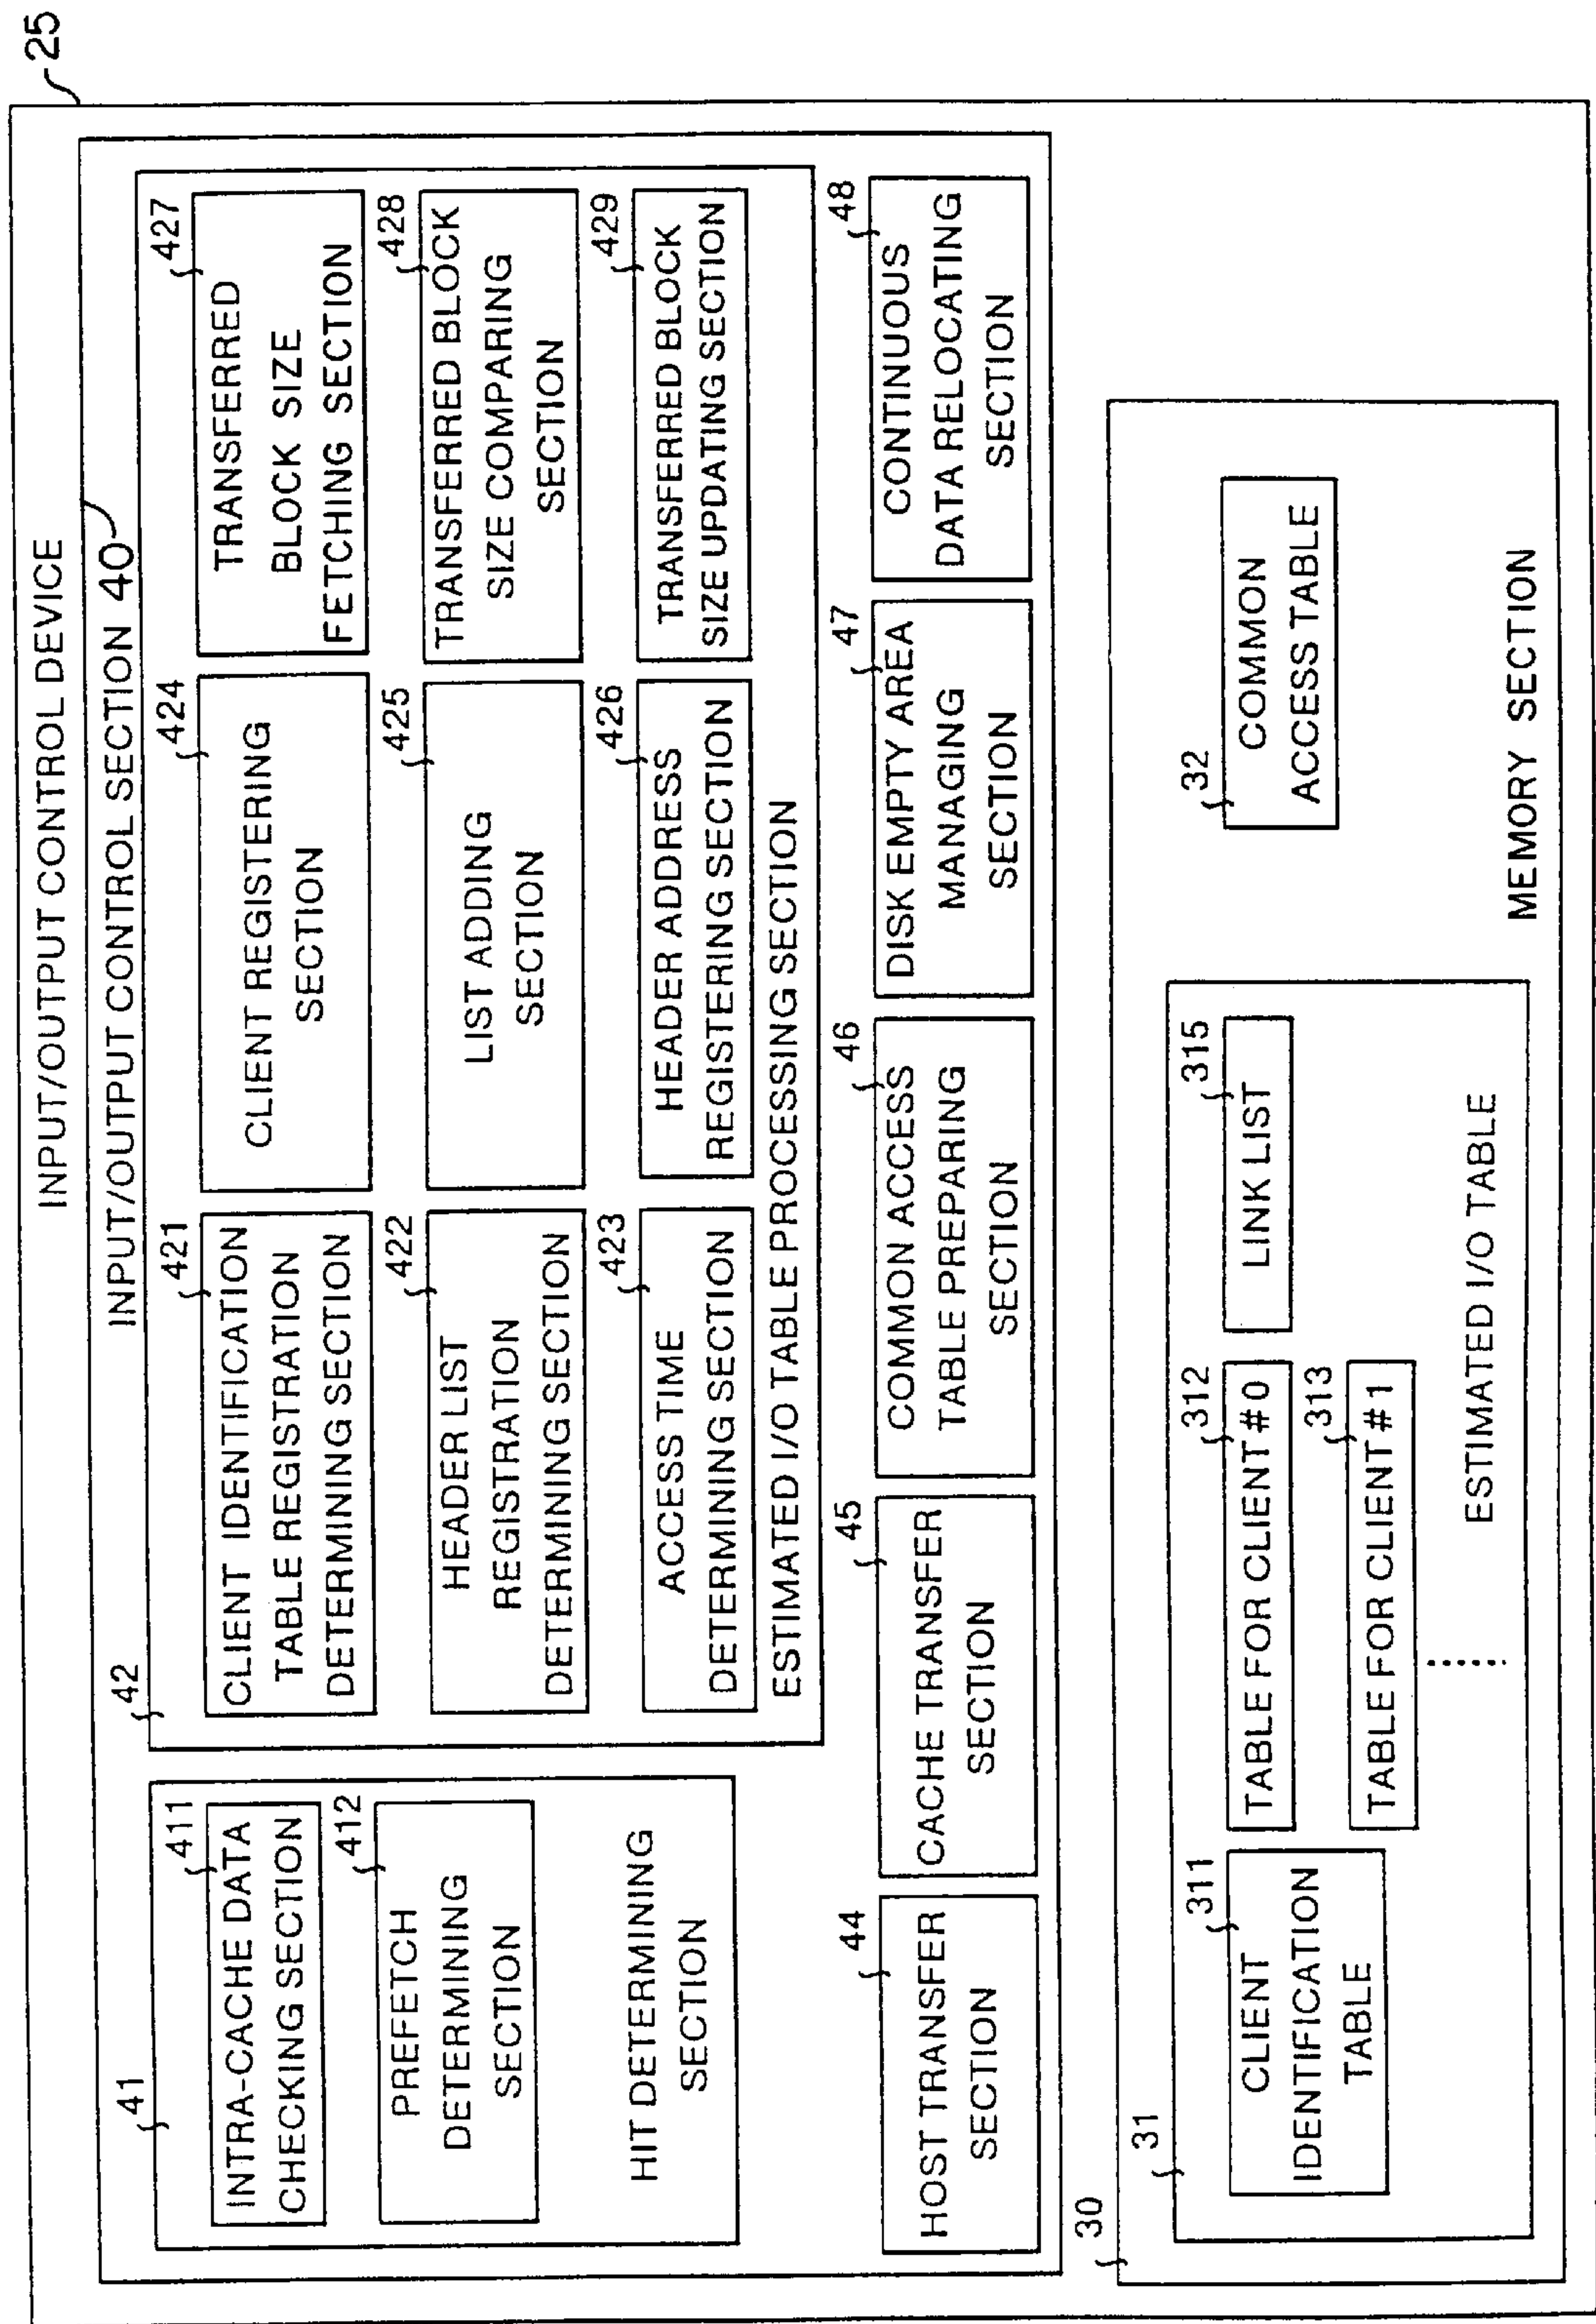 INPUT/OUTPUT CONTROL DEVICE
25
INPUT/OUTPUT CONTROL SECTION 40
41
411
INTRA-CACHE DATA
CHECKING SECTION
412
PREFETCH
DETERMINING
SECTION
HIT DETERMINING
SECTION
42
421
CLIENT IDENTIFICATION
TABLE REGISTRATION
DETERMINING SECTION
422
HEADER LIST
REGISTRATION
DETERMINING SECTION
423
ACCESS TIME
DETERMINING SECTION
424
CLIENT REGISTERING
SECTION
425
LIST ADDING
SECTION
426
HEADER ADDRESS
REGISTERING SECTION
427
TRANSFERRED
BLOCK SIZE
FETCHING SECTION
428
TRANSFERRED BLOCK
SIZE COMPARING
SECTION
429
TRANSFERRED BLOCK
SIZE UPDATING SECTION
ESTIMATED I/O TABLE PROCESSING SECTION
44
HOST TRANSFER
SECTION
45
CACHE TRANSFER
SECTION
46
COMMON ACCESS
TABLE PREPARING
SECTION
47
DISK EMPTY AREA
MANAGING
SECTION
48
CONTINUOUS
DATA RELOCATING
SECTION
30
31
311
CLIENT
IDENTIFICATION
TABLE
312
TABLE FOR CLIENT #0
313
TABLE FOR CLIENT #1
315
LINK LIST
ESTIMATED I/O TABLE
32
COMMON
ACCESS TABLE
MEMORY SECTION